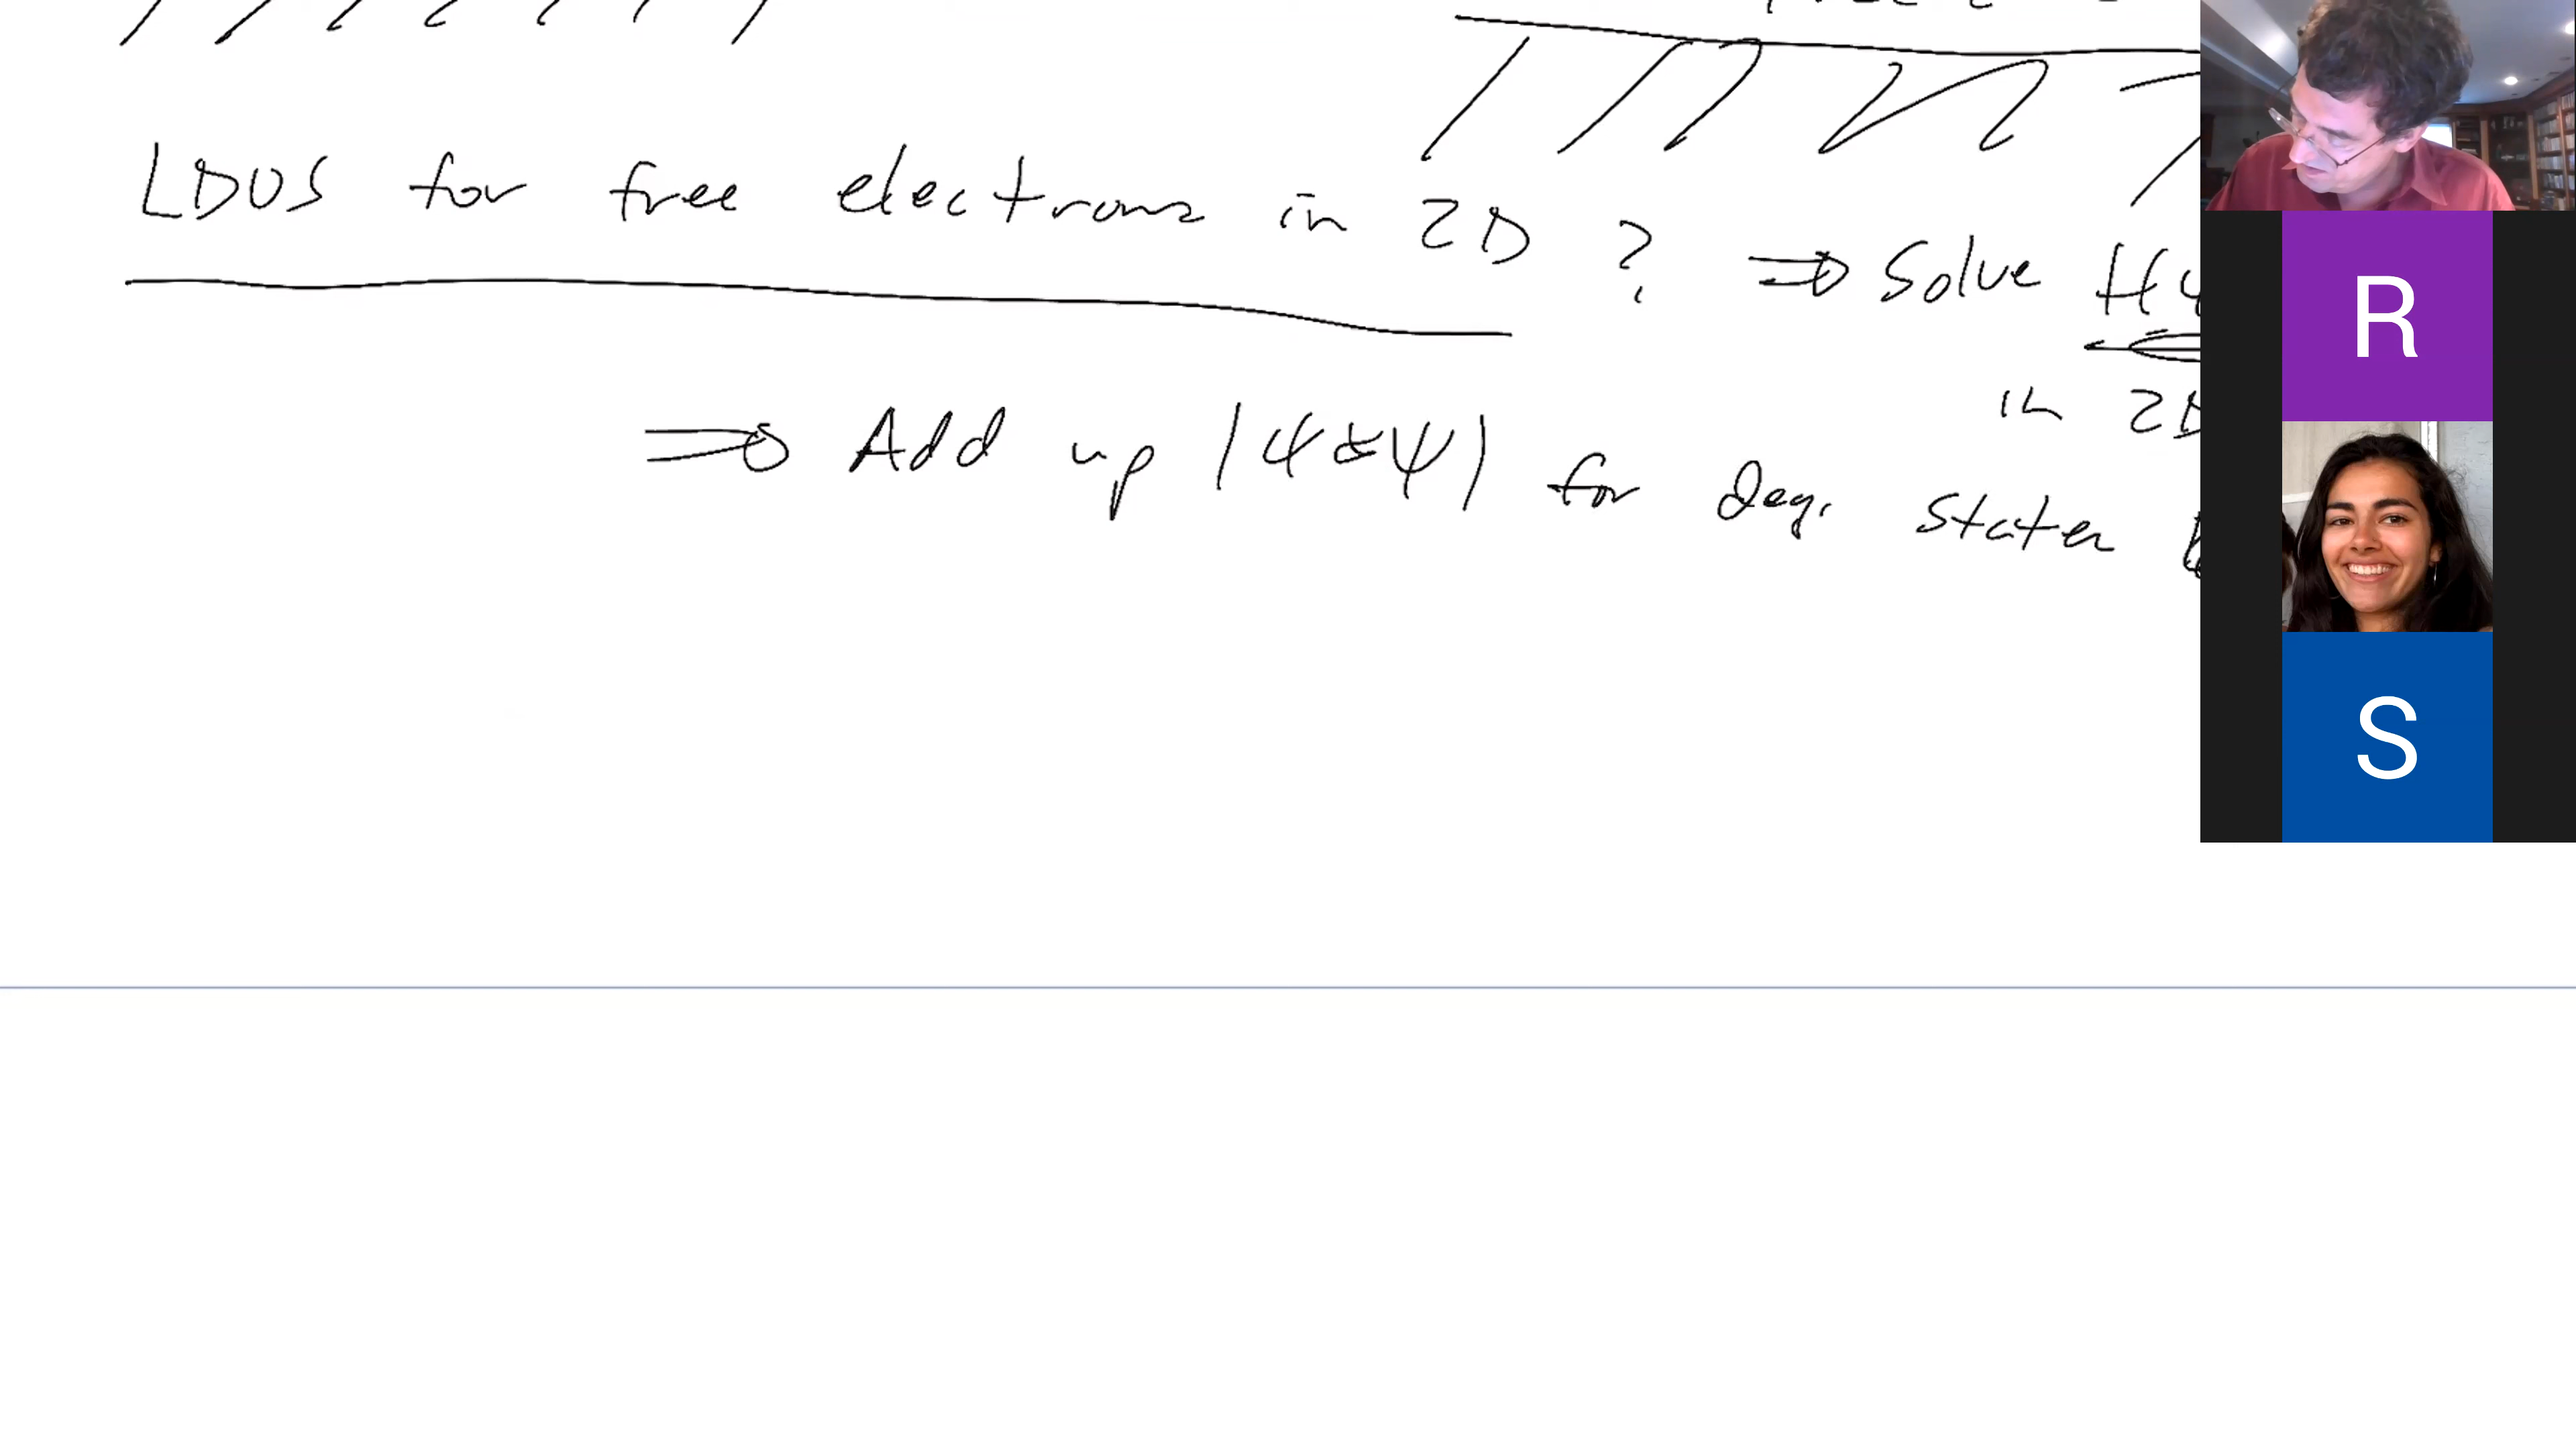 LDOS for free electrons in 2D ? ⇒ Solve H
in 2D
⇒ Add up |ψ*ψ| for deg. states
R
S